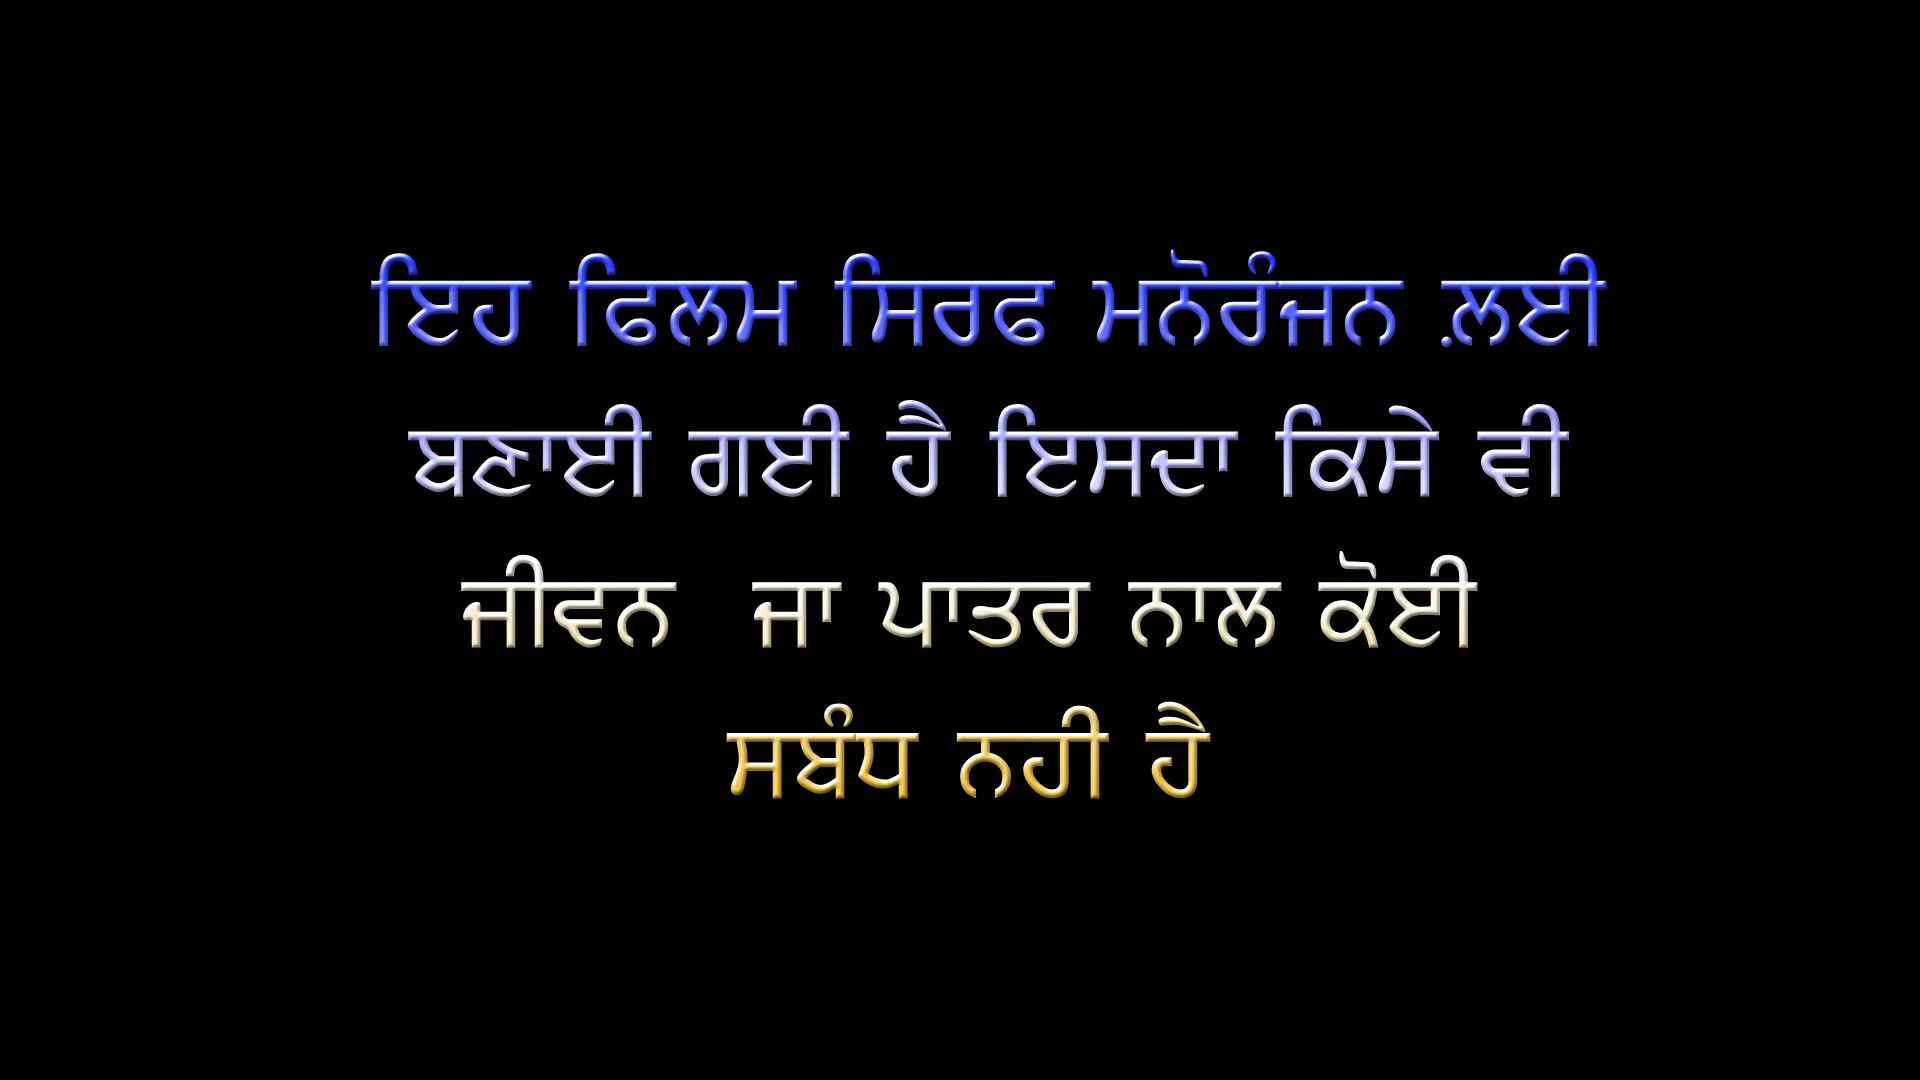 ਇਹ ਫਿਲਮ ਸਿਰਫ ਮਨੋਰੰਜਨ ਲ਼ਈ
ਬਣਾਈ ਗਈ ਹੈ ਇਸਦਾ ਕਿਸੇ ਵੀ
ਜੀਵਨ ਜਾ ਪਾਤਰ ਨਾਲ ਕੋਈ
ਸਬੰਧ ਨਹੀ ਹੈ